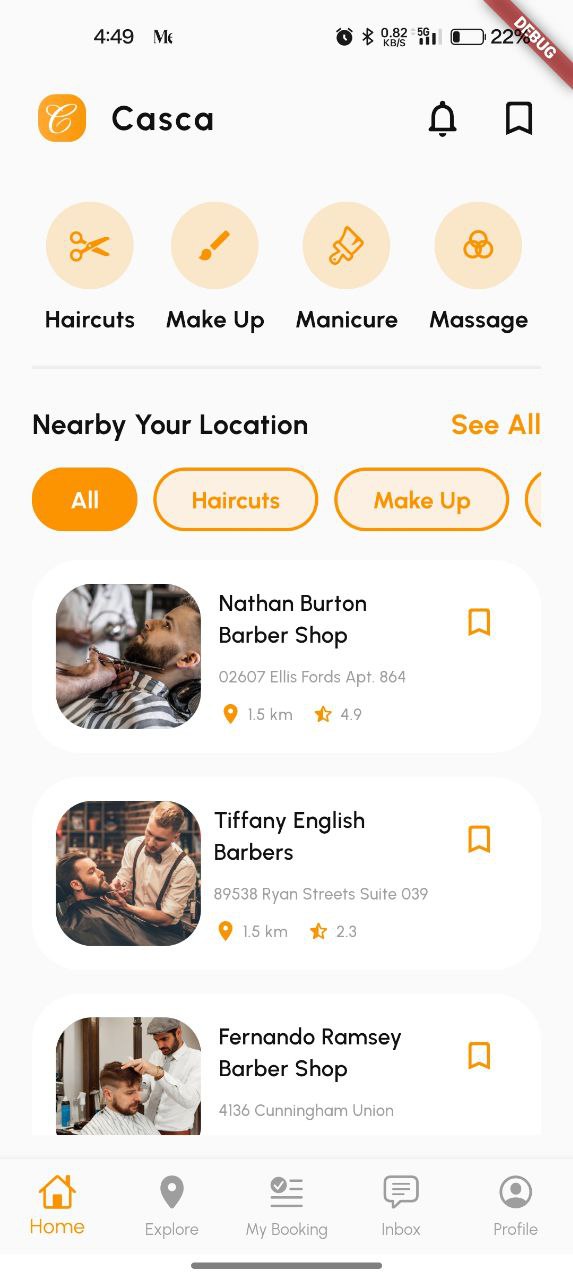 4:49
0.82
KB/S
5G
22%
DEBUG
C Casca
Haircuts Make Up Manicure Massage
Nearby Your Location See All
All Haircuts Make Up
Nathan Burton
Barber Shop
02607 Ellis Fords Apt. 864
1.5 km 4.9
Tiffany English
Barbers
89538 Ryan Streets Suite 039
1.5 km 2.3
Fernando Ramsey
Barber Shop
4136 Cunningham Union
Home Explore My Booking Inbox Profile